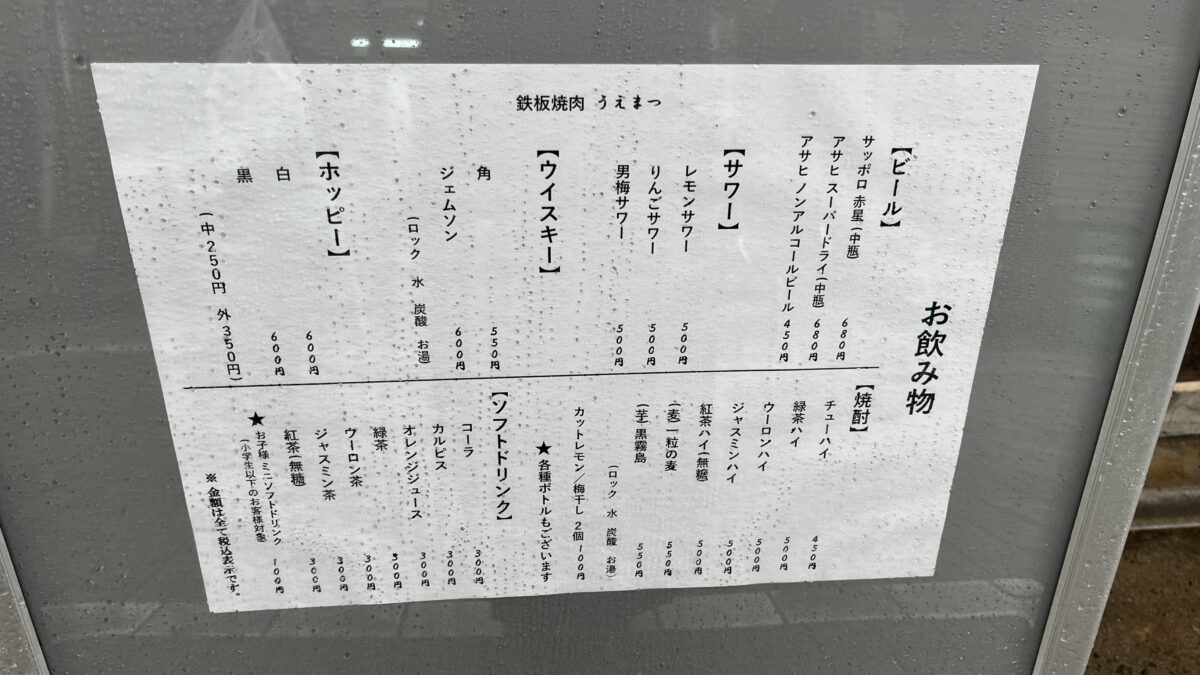 鉄板焼肉 うえまつ
お飲み物
【ビール】
サッポロ 赤星 (中瓶) 680円
アサヒ スーパードライ (中瓶) 680円
アサヒ ノンアルコールビール 450円
【サワー】
レモンサワー 500円
りんごサワー 500円
男梅サワー 500円
【ウイスキー】
角 550円
ジェムソン 600円
(ロック 水 炭酸 お湯)
【ホッピー】
白 600円
黒 600円
(中250円 外350円)
【焼酎】
チューハイ 450円
緑茶ハイ 500円
ウーロンハイ 500円
ジャスミンハイ 500円
紅茶ハイ(無糖) 500円
(麦)一粒の麦 550円
(芋)黒霧島 550円
(ロック 水 炭酸 お湯)
カットレモン/梅干し 2個 100円
★各種ボトルもございます
【ソフトドリンク】
コーラ 300円
カルピス 300円
オレンジジュース 300円
緑茶 300円
ウーロン茶 300円
ジャスミン茶 300円
紅茶(無糖) 300円
★お子様 ミニソフトドリンク 100円
(小学生以下のお客様対象)
※ 金額は全て税込表示です。